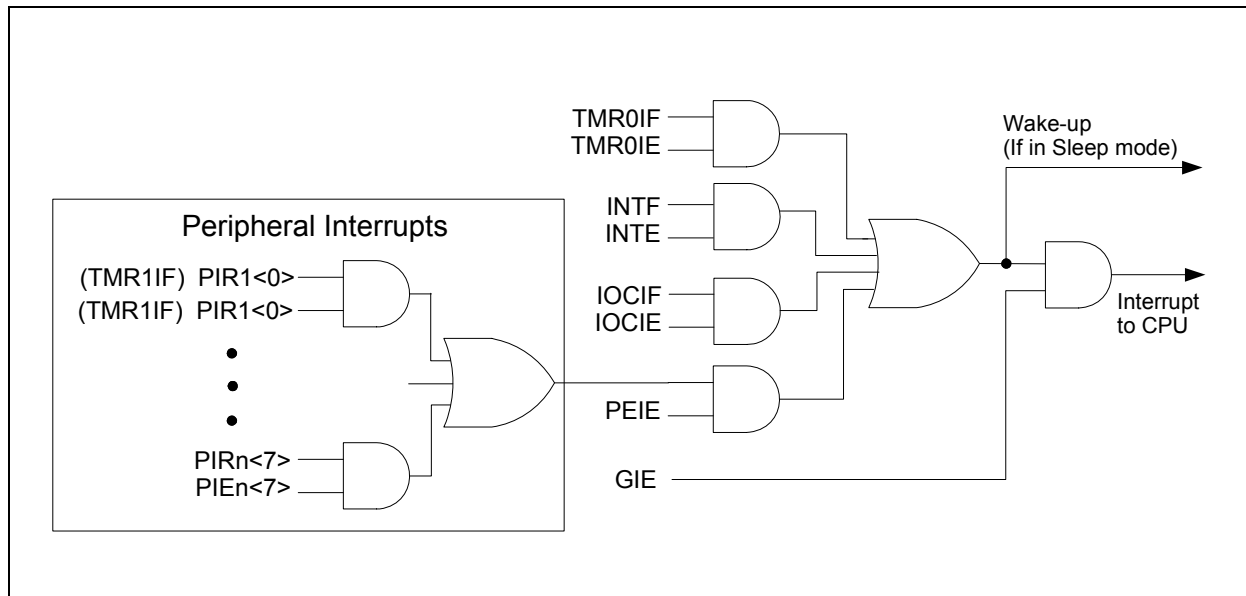 TMR0IF
TMR0IE
Wake-up
(If in Sleep mode)
INTF
INTE
Peripheral Interrupts
(TMR1IF) PIR1<0>
(TMR1IF) PIR1<0>
IOCIF
IOCIE
Interrupt
to CPU
PEIE
PIRn<7>
PIEn<7>
GIE